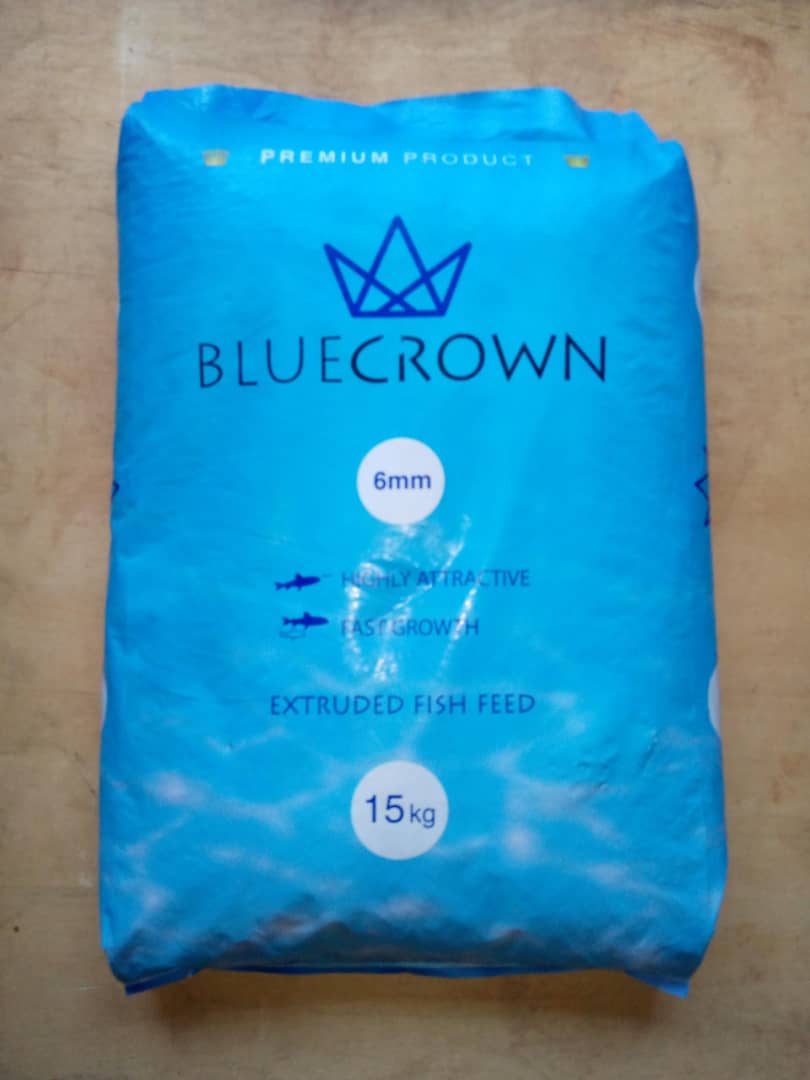 PREMIUM PRODUCT
BLUECROWN
6mm
HIGHLY ATTRACTIVE
FAST GROWTH
EXTRUDED FISH FEED
15kg